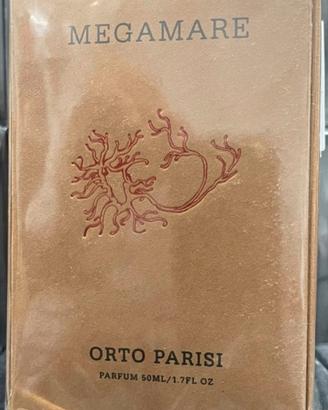 MEGAMARE
ORTO PARISI
PARFUM 50ML/1.7FL OZ